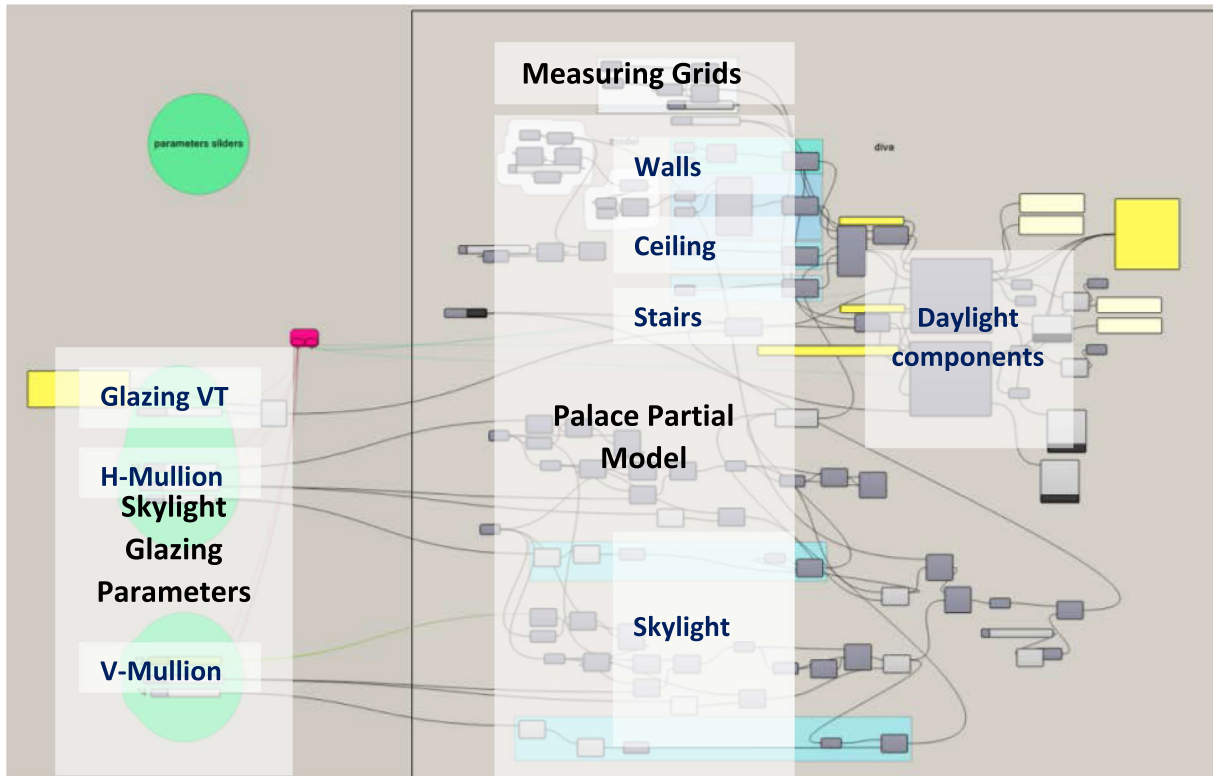 Measuring Grids
parameters sliders
model
diva
Walls
Ceiling
Stairs
Daylight
components
Glazing VT
Palace Partial
Model
H-Mullion
Skylight
Glazing
Parameters
Skylight
V-Mullion